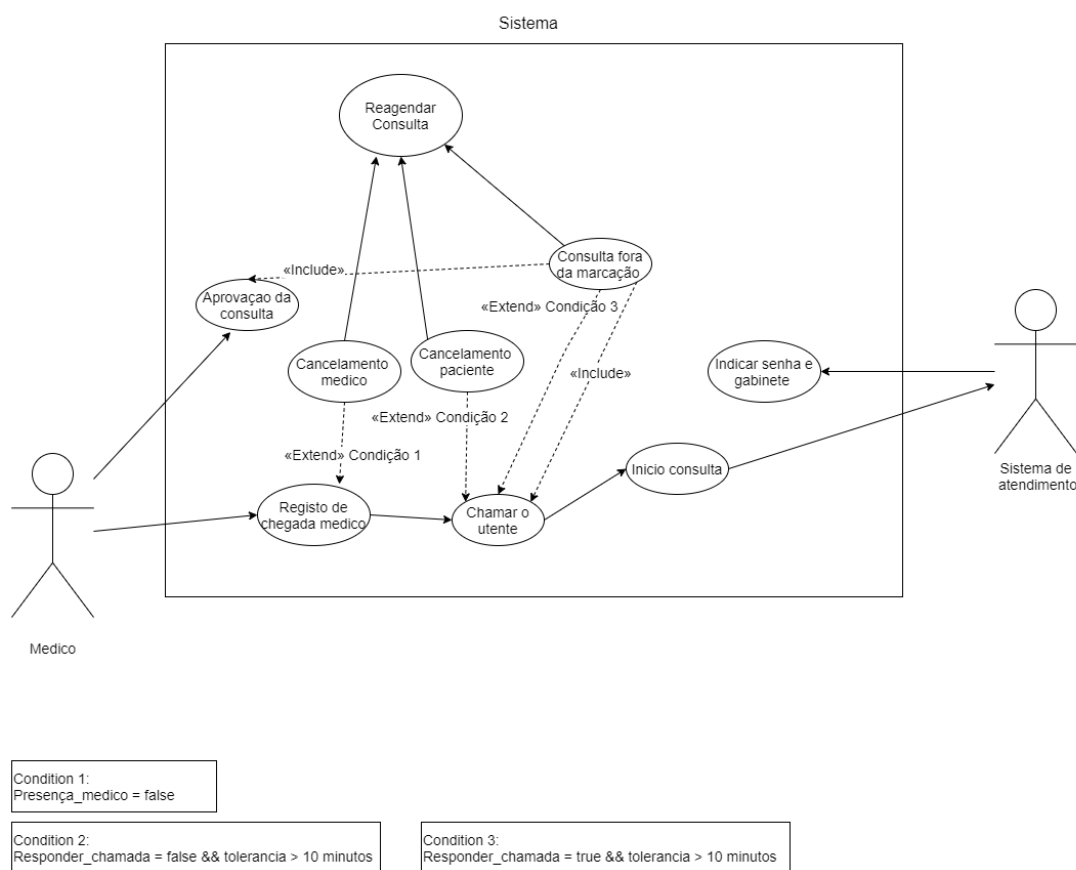 Sistema
Reagendar
Consulta
Consulta fora
da marcação
«Include»
Aprovaçao da
consulta
«Extend» Condição 3
Cancelamento
medico
Cancelamento
paciente
«Include»
Indicar senha e
gabinete
«Extend» Condição 2
«Extend» Condição 1
Inicio consulta
Sistema de
atendimento
Registo de
chegada medico
Chamar o
utente
Medico
Condition 1:
Presença_medico = false
Condition 2:
Responder_chamada = false && tolerancia > 10 minutos
Condition 3:
Responder_chamada = true && tolerancia > 10 minutos